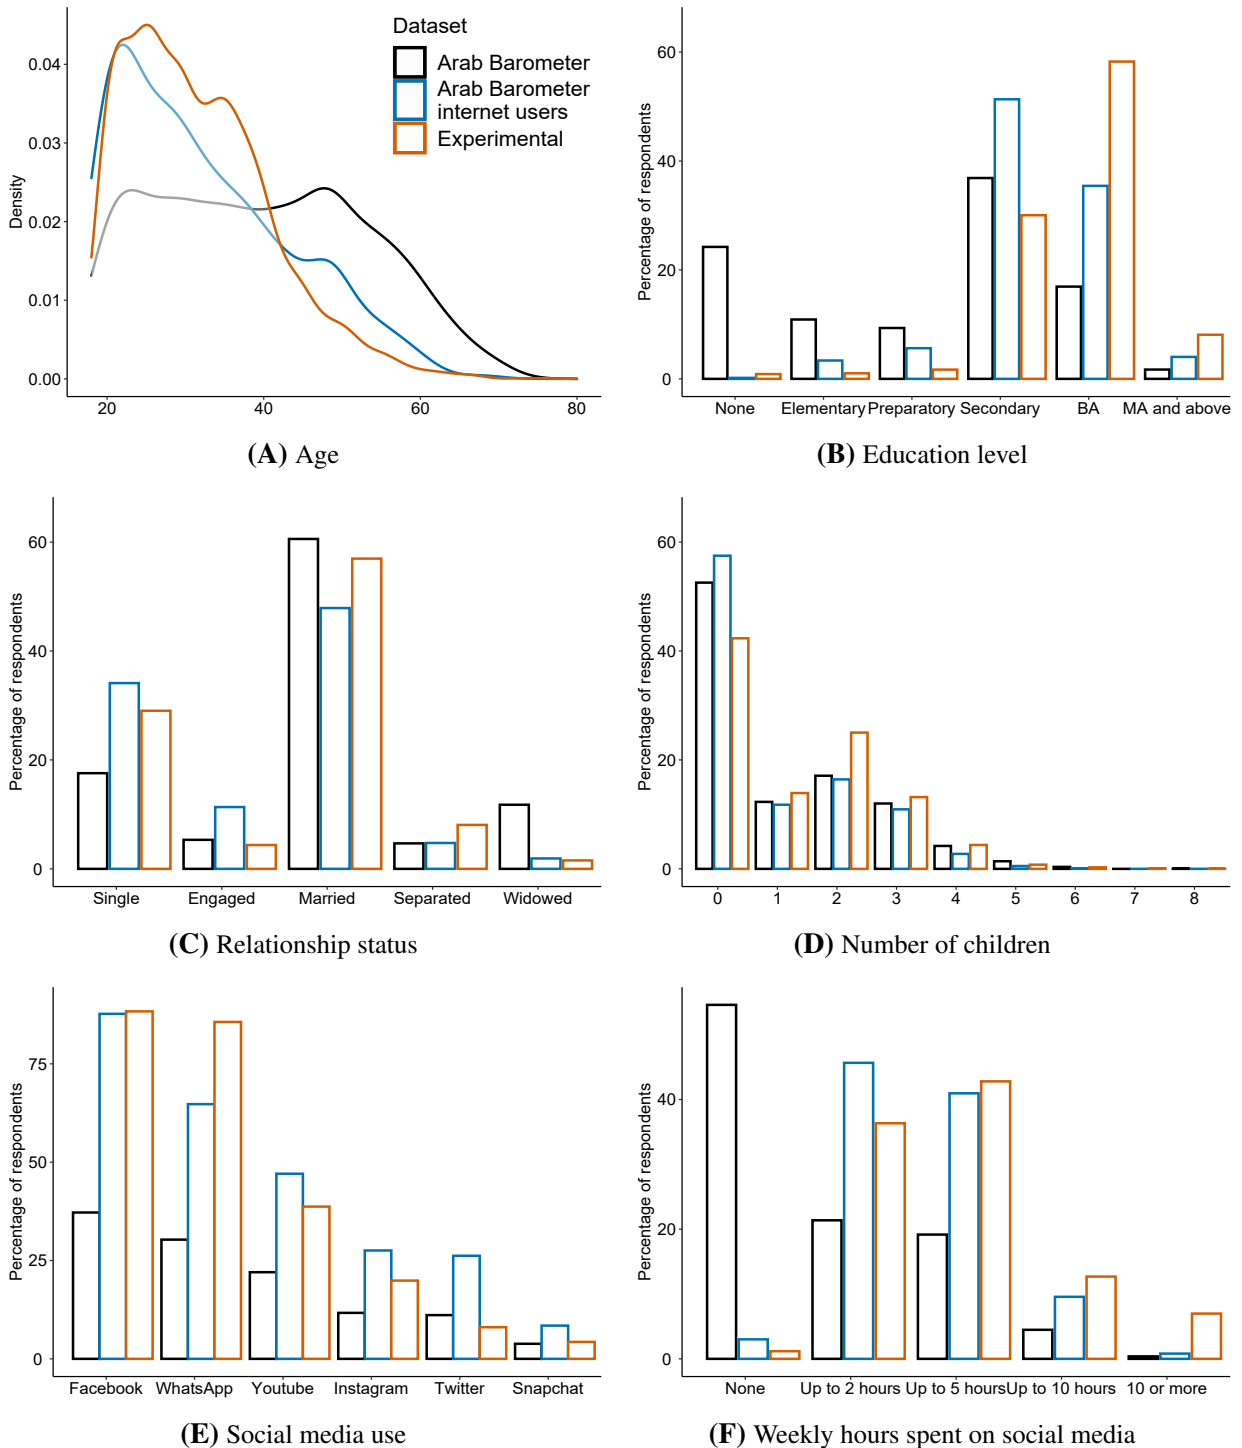 Dataset
Arab Barometer
Arab Barometer
internet users
Experimental
Density
0.04
0.03
0.02
0.01
0.00
20 40 60 80
(A) Age
Percentage of respondents
60
40
20
0
None Elementary Preparatory Secondary BA MA and above
(B) Education level
Percentage of respondents
60
40
20
0
Single Engaged Married Separated Widowed
(C) Relationship status
Percentage of respondents
60
40
20
0
0 1 2 3 4 5 6 7 8
(D) Number of children
Percentage of respondents
75
50
25
0
Facebook WhatsApp Youtube Instagram Twitter Snapchat
(E) Social media use
Percentage of respondents
40
20
0
None Up to 2 hours Up to 5 hours Up to 10 hours 10 or more
(F) Weekly hours spent on social media